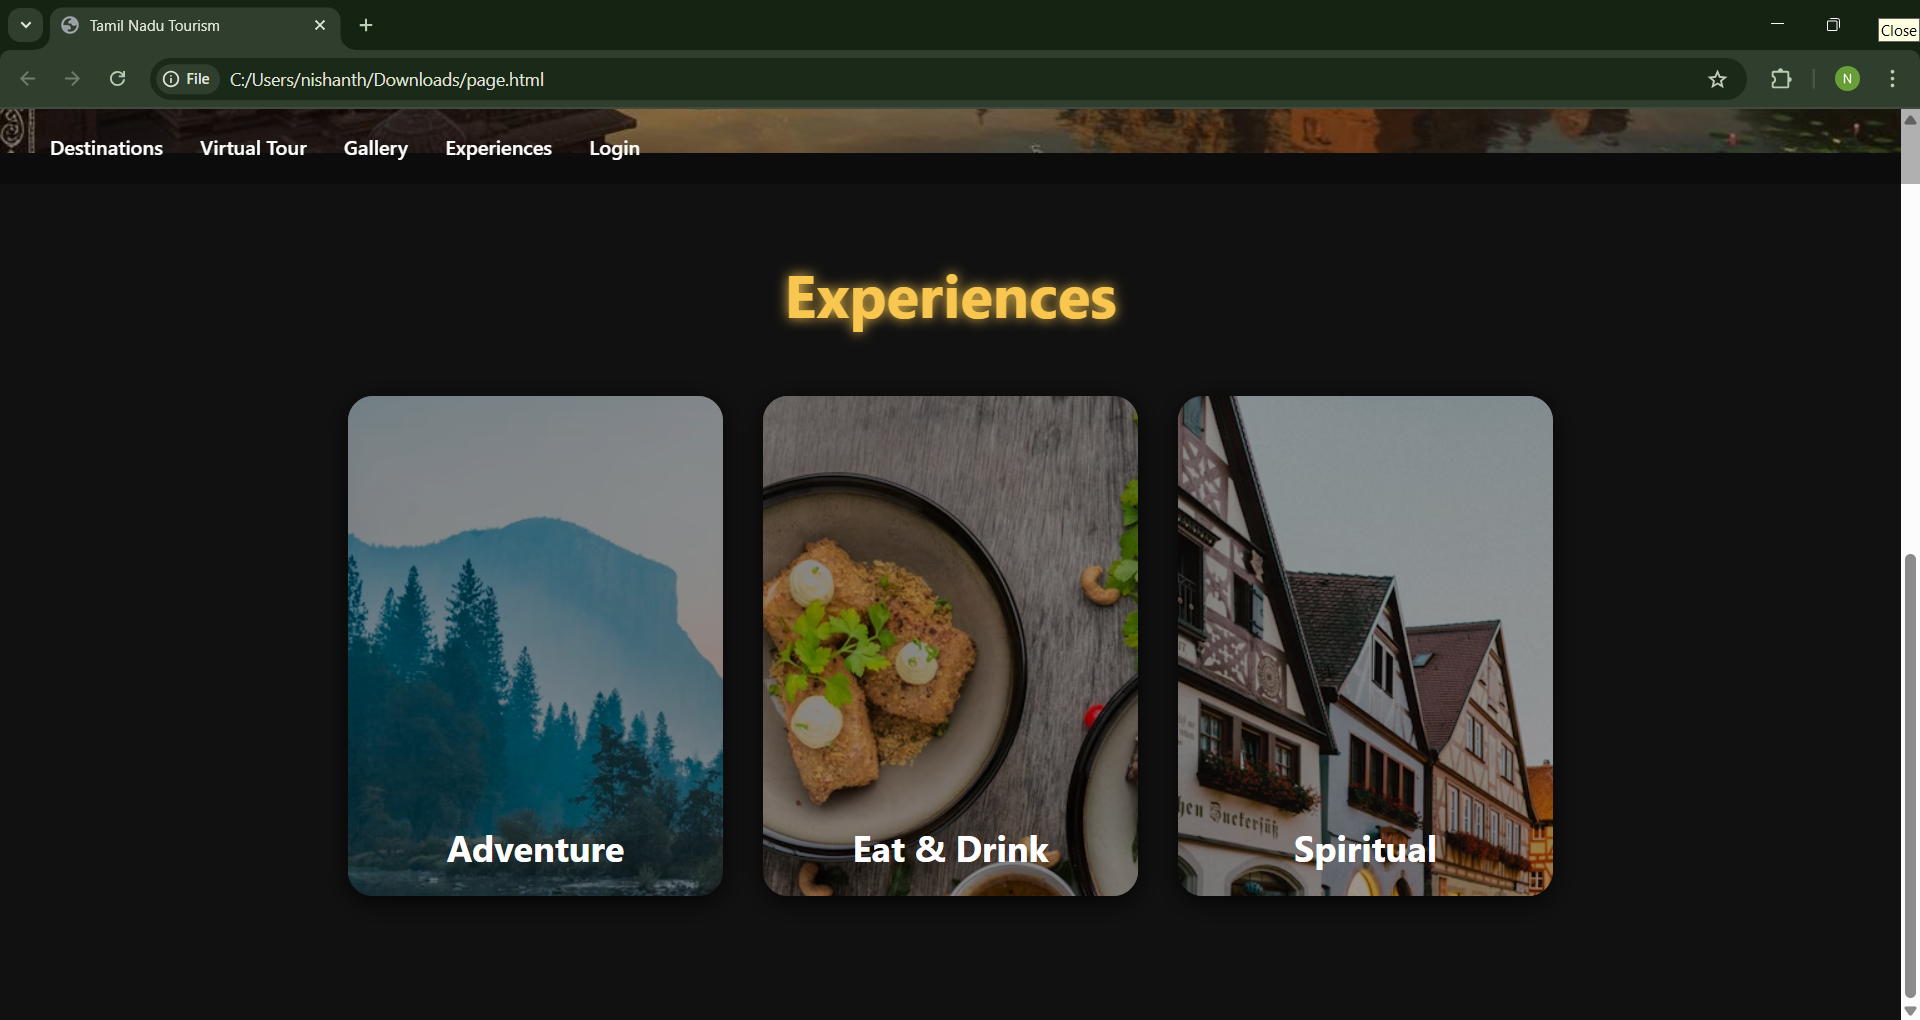 Tamil Nadu Tourism
Close
File
C:/Users/nishanth/Downloads/page.html
N
Destinations Virtual Tour Gallery Experiences Login
Experiences
Adventure
Eat & Drink
Spiritual